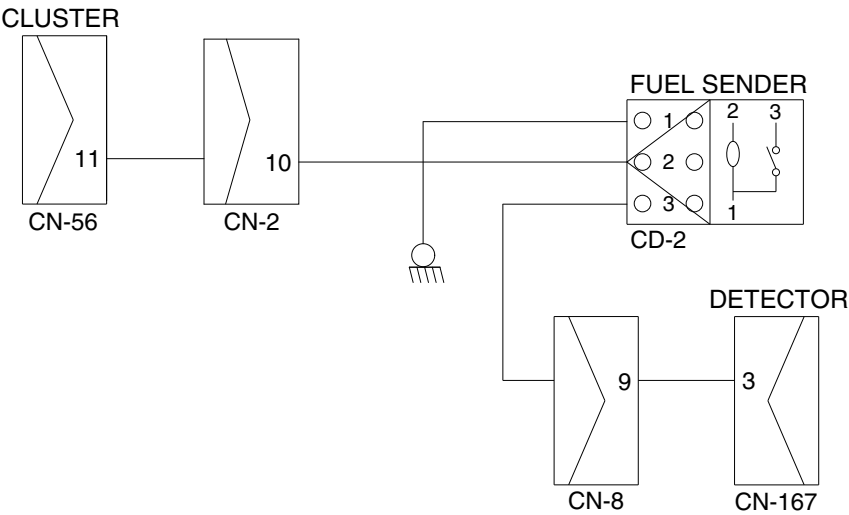 CLUSTER
11
CN-56
10
CN-2
FUEL SENDER
1
2
3
2 3
1
CD-2
9
CN-8
DETECTOR
3
CN-167